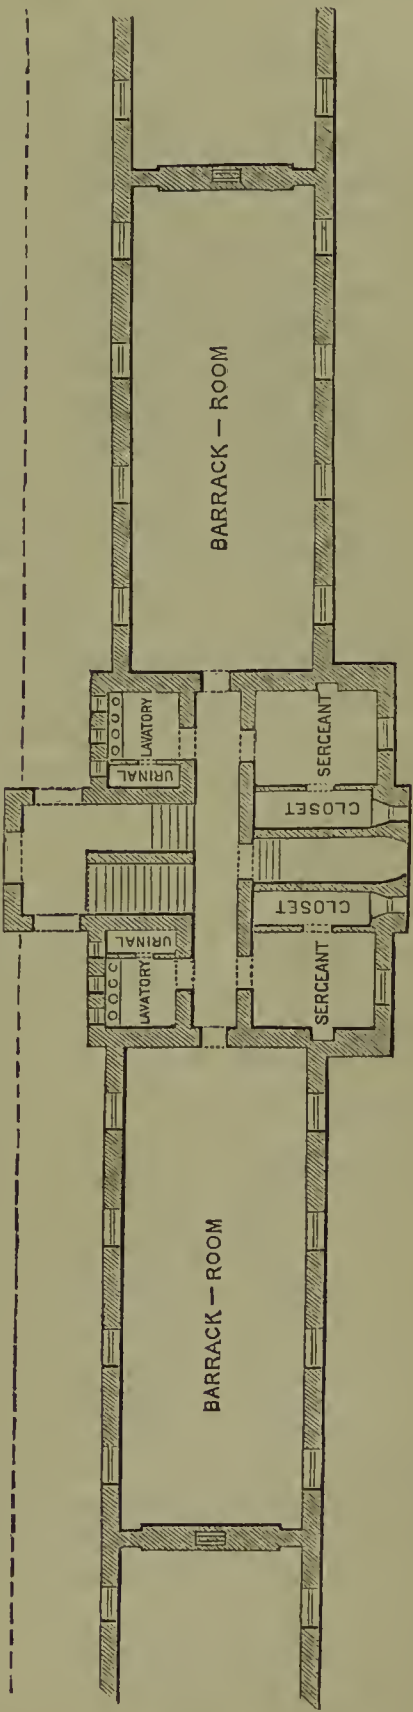 BARRACK — ROOM
LAVATORY
URINAL
SERGEANT
CLOSET
CLOSET
URINAL
LAVATORY
SERGEANT
BARRACK — ROOM